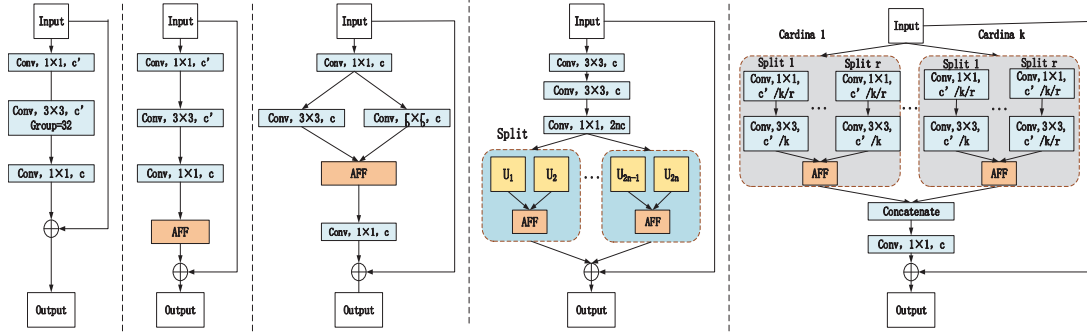 Input
Conv, 1×1, c'
Conv, 3×3, c'
Group=32
Conv, 1×1, c
Output
Input
Conv, 1×1, c'
Conv, 3×3, c'
Conv, 1×1, c
AFF
Output
Input
Conv, 1×1, c
Conv, 3×3, c
Conv, 5×5, c
AFF
Conv, 1×1, c
Output
Input
Conv, 3×3, c
Conv, 3×3, c
Conv, 1×1, 2nc
Split
U1
U2
...
U2n-1
U2n
AFF
AFF
Output
Input
Cardina 1
Cardina k
Split 1
Split r
Split 1
Split r
Conv, 1×1,
c'/k/r
...
Conv, 1×1,
c'/k/r
...
Conv, 1×1,
c'/k/r
...
Conv, 1×1,
c'/k/r
Conv, 3×3,
c'/k
...
Conv, 3×3,
c'/k
Conv, 3×3,
c'/k
...
Conv, 3×3,
c'/k/r
AFF
AFF
Concatenate
Conv, 1×1, c
Output